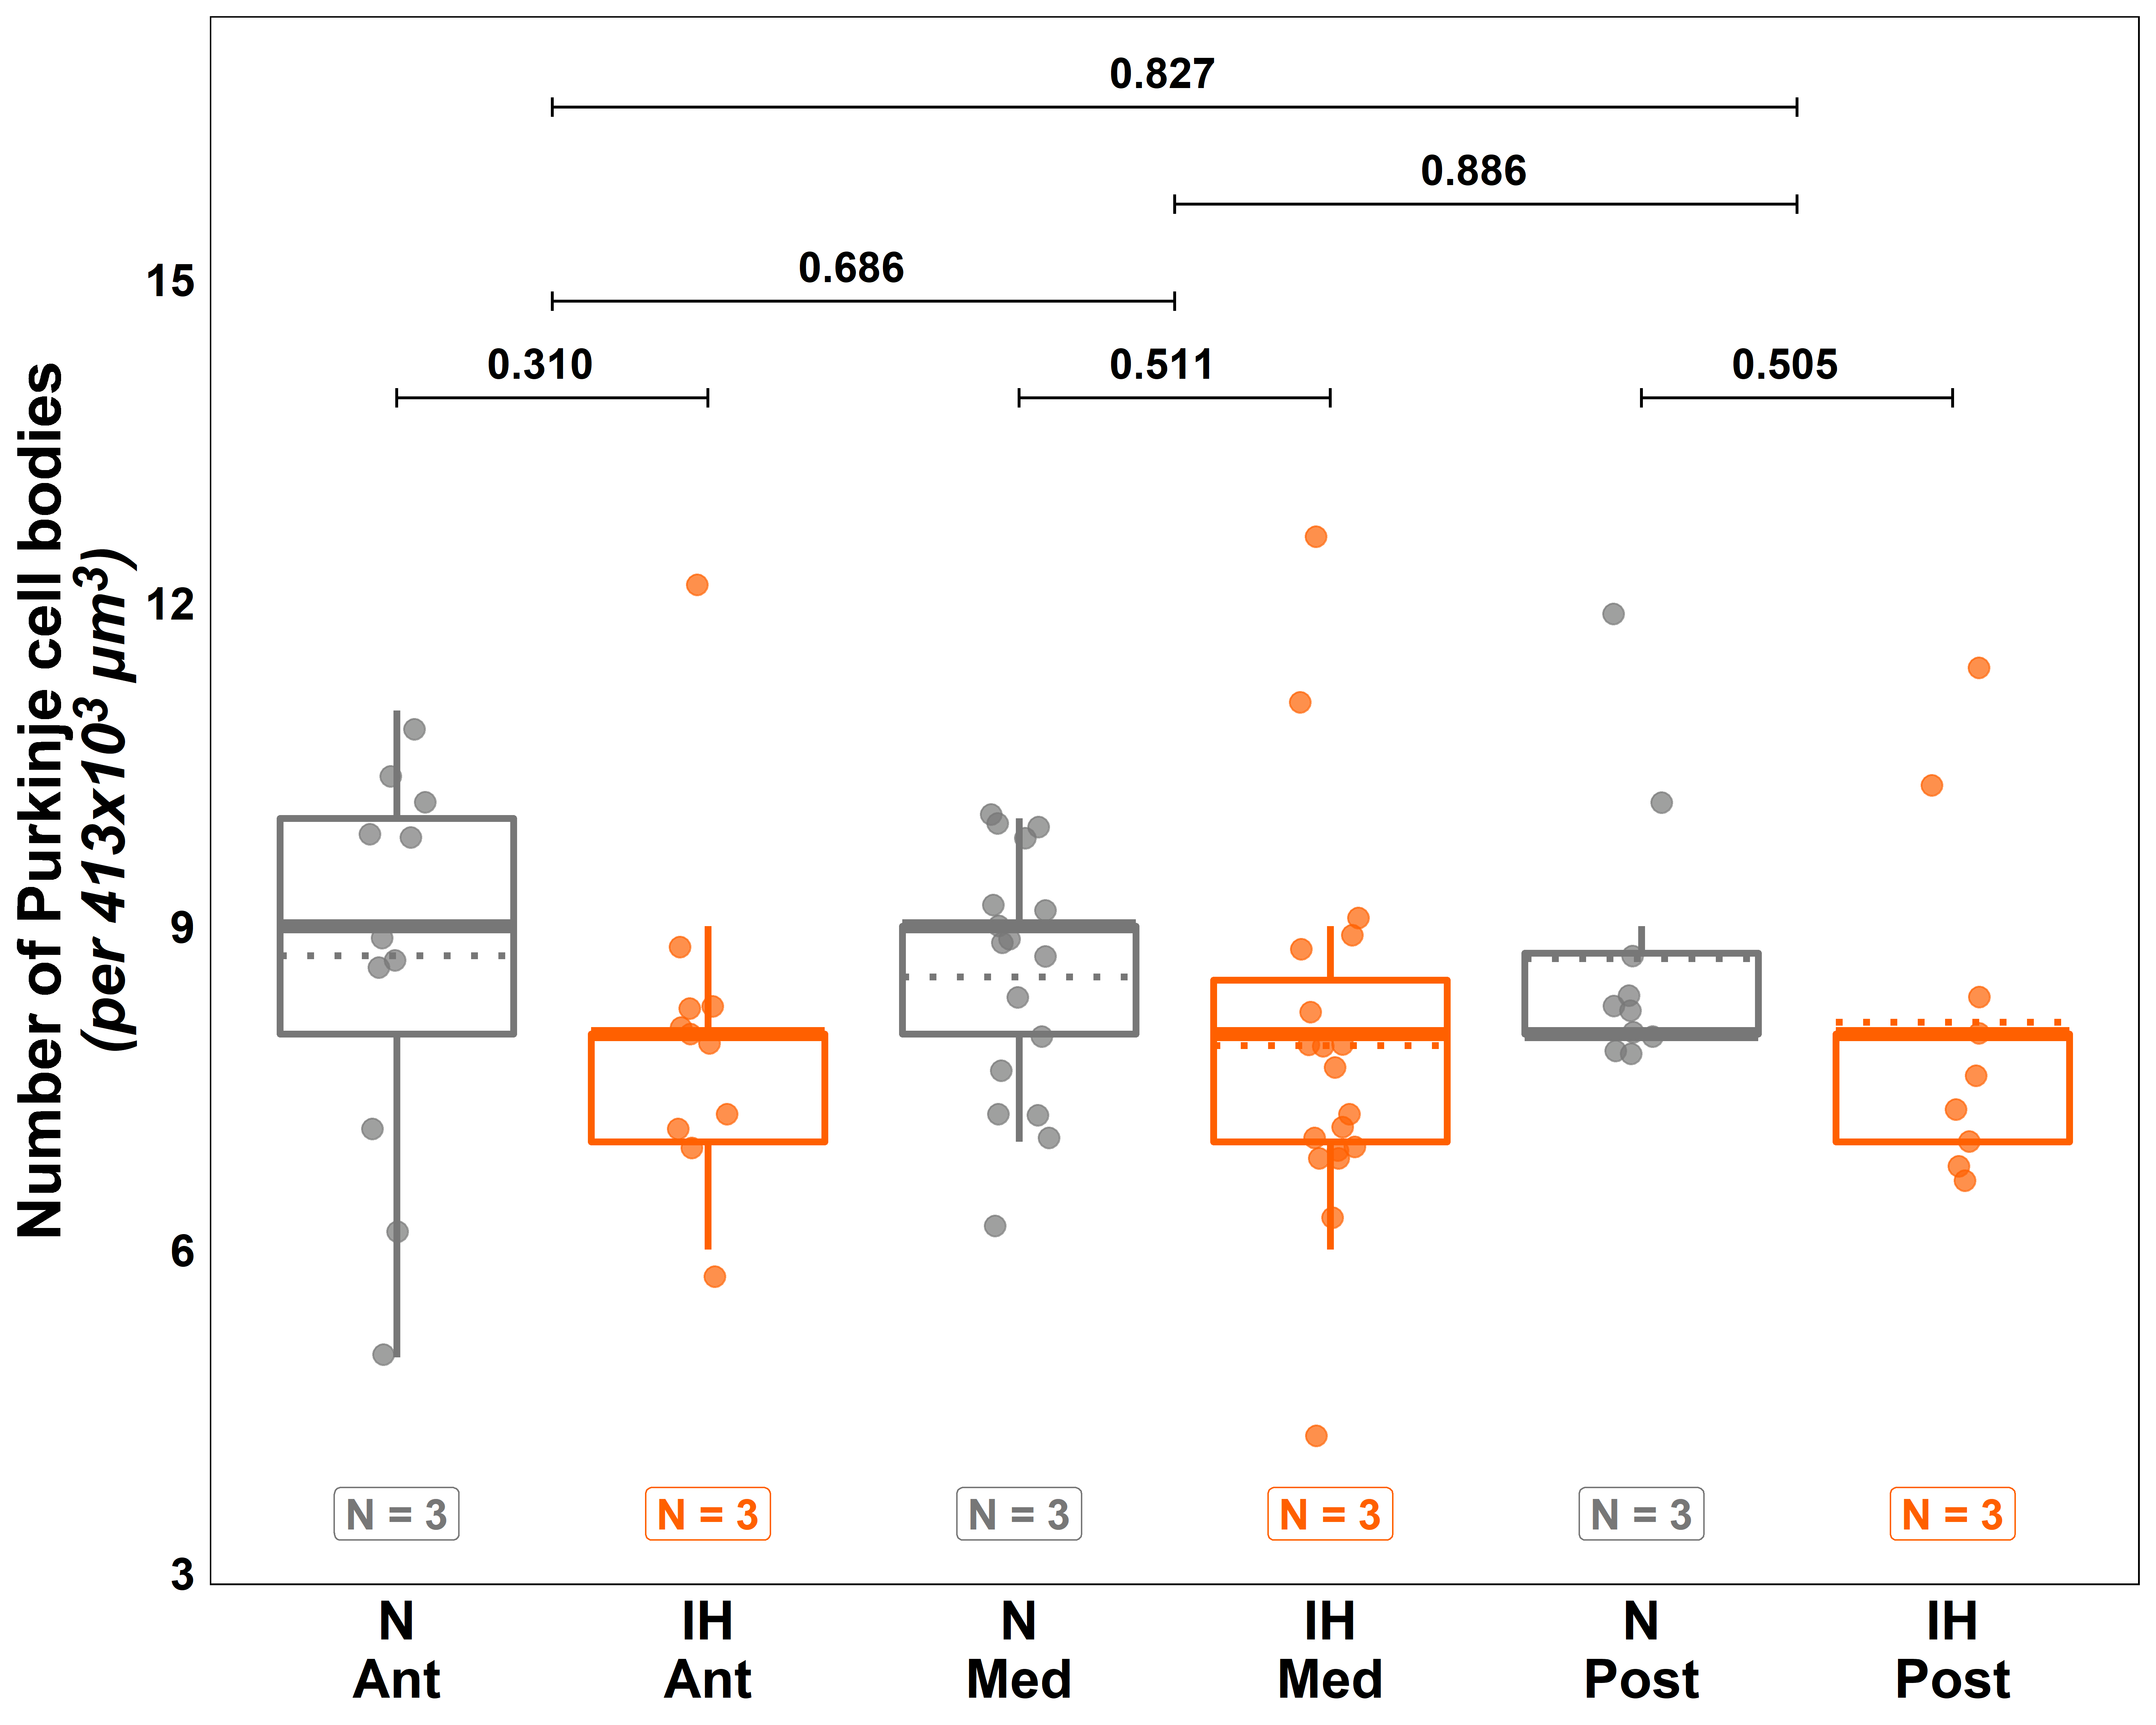 0.827
0.886
0.686
0.310
0.511
0.505
Number of Purkinje cell bodies
(per 413x10³ µm³)
15
12
9
6
3
N = 3
N = 3
N = 3
N = 3
N = 3
N = 3
N
Ant
IH
Ant
N
Med
IH
Med
N
Post
IH
Post